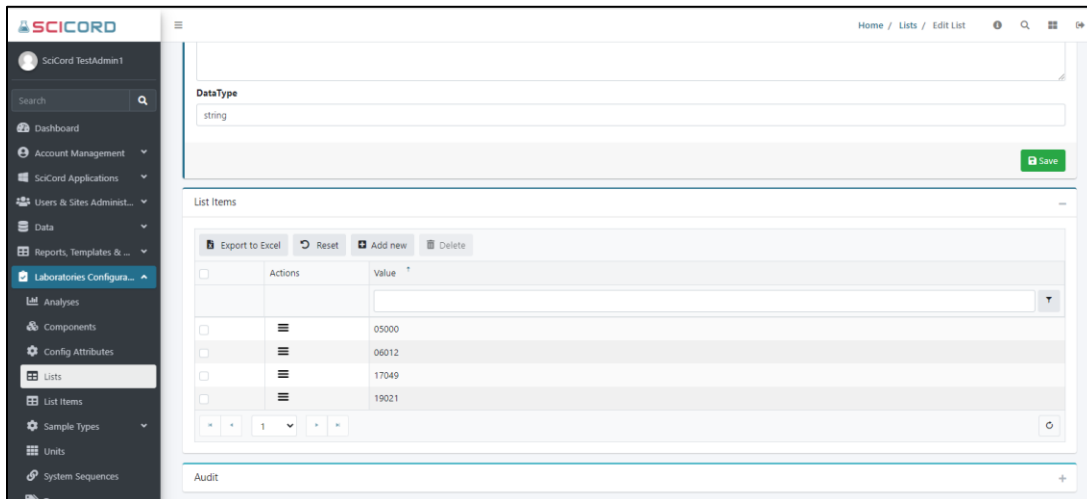 SCICORD
Home / Lists / Edit List
SciCord TestAdmin1
Search
Dashboard
Account Management
SciCord Applications
Users & Sites Administ...
Data
Reports, Templates & ...
Laboratories Configura...
Analyses
Components
Config Attributes
Lists
List Items
Sample Types
Units
System Sequences
DataType
string
Save
List Items
Export to Excel Reset Add new Delete
Actions Value
05000
06012
17049
19021
1
Audit